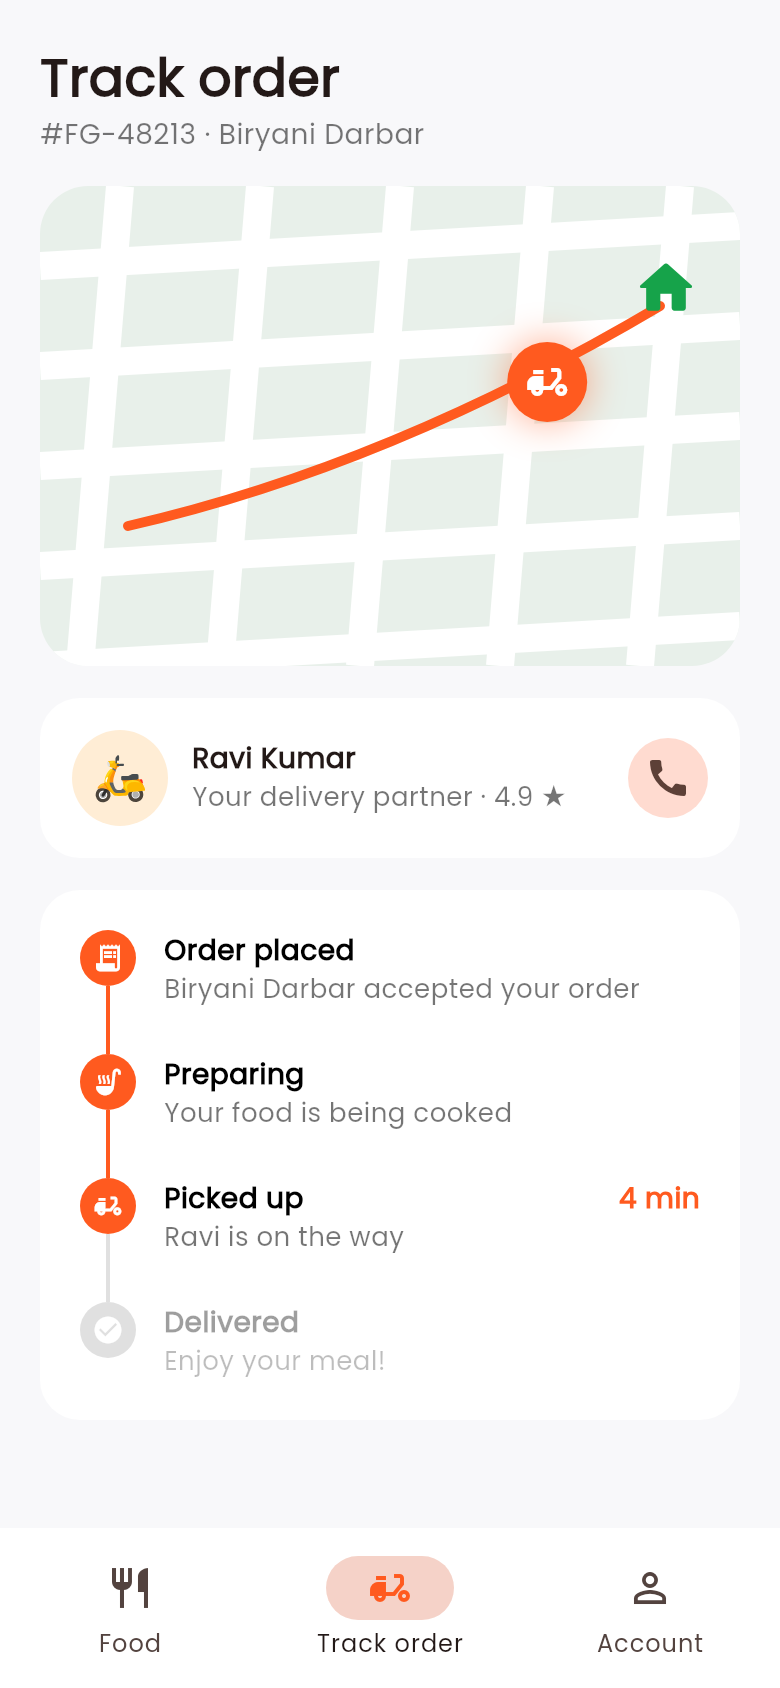 Track order
#FG-48213 · Biryani Darbar
Ravi Kumar
Your delivery partner · 4.9 ★
Order placed
Biryani Darbar accepted your order
Preparing
Your food is being cooked
Picked up
4 min
Ravi is on the way
Delivered
Enjoy your meal!
Food
Track order
Account